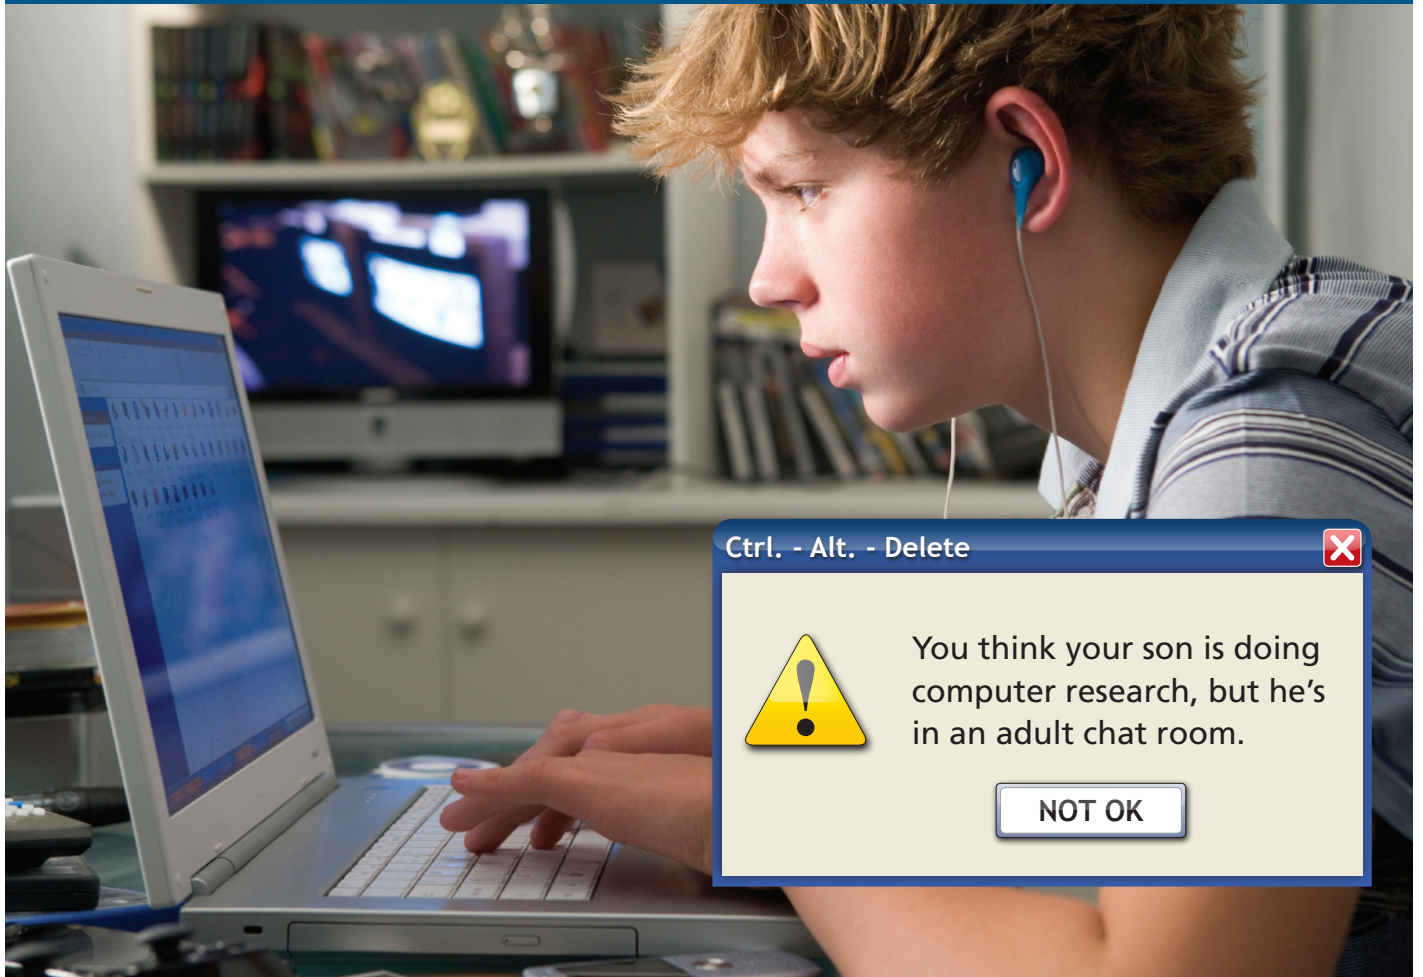 Ctrl. - Alt. - Delete
You think your son is doing
computer research, but he's
in an adult chat room.
NOT OK